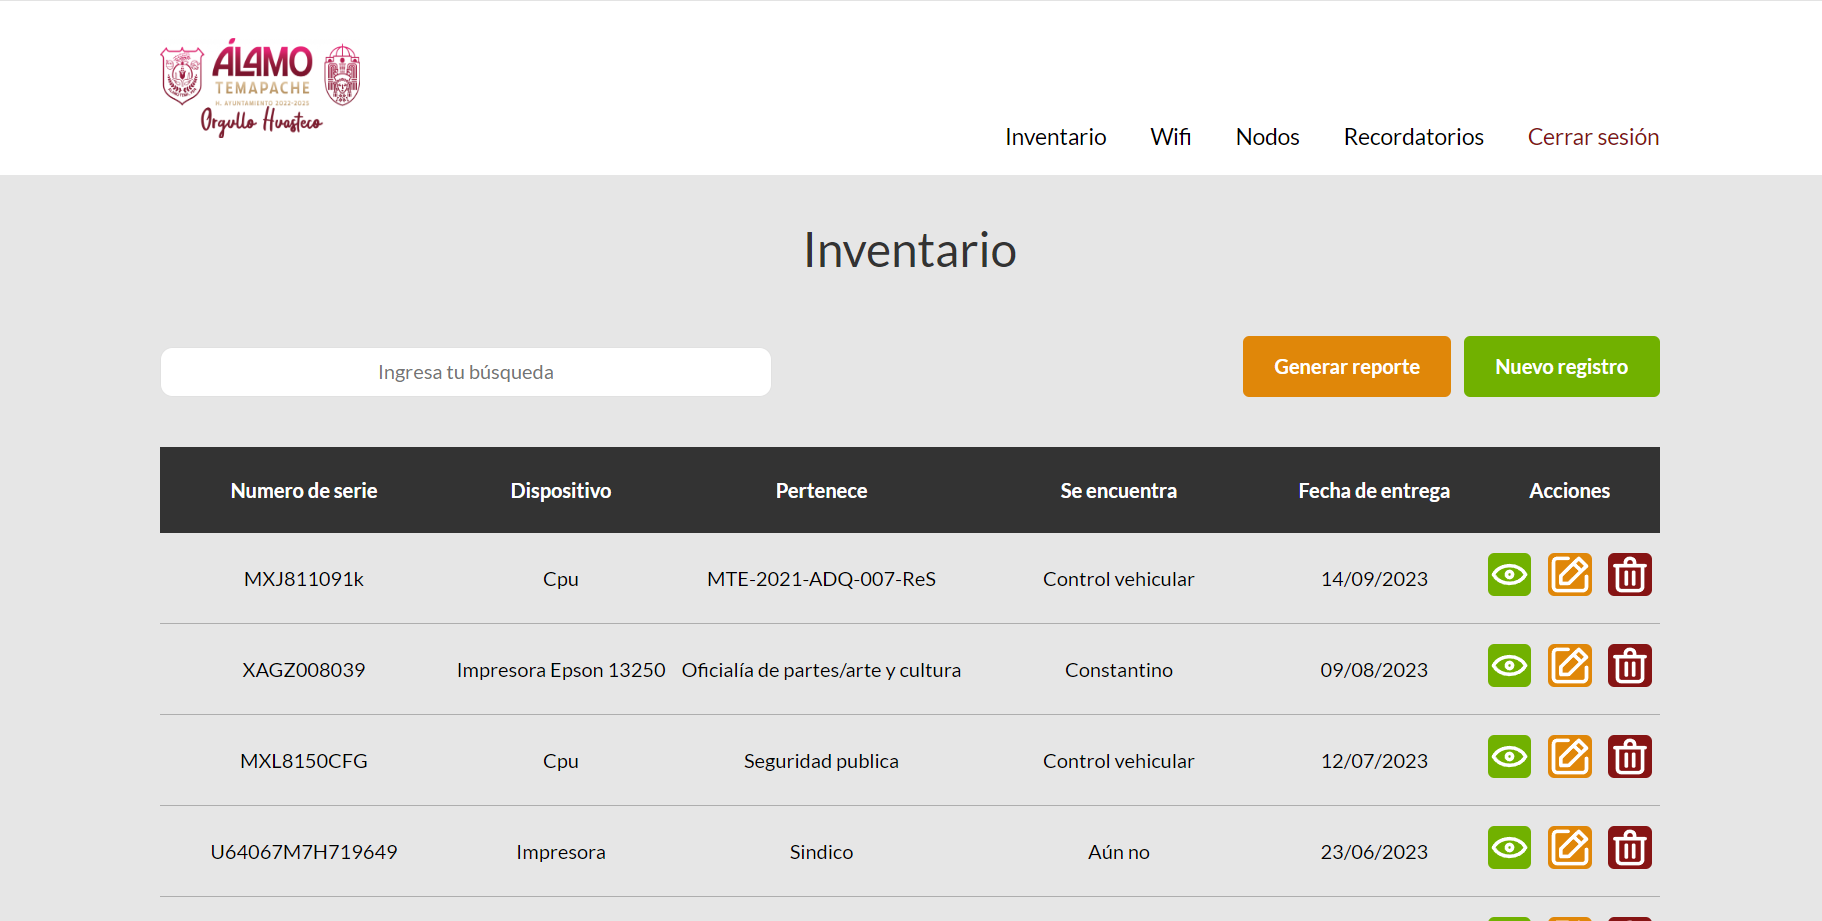 ÁLAMO
TEMAPACHE
H. AYUNTAMIENTO 2022-2025
Orgullo Huasteco
Inventario Wifi Nodos Recordatorios Cerrar sesión
Inventario
Ingresa tu búsqueda
Generar reporte Nuevo registro
Numero de serie Dispositivo Pertenece Se encuentra Fecha de entrega Acciones
MXJ811091k Cpu MTE-2021-ADQ-007-ReS Control vehicular 14/09/2023
XAGZ008039 Impresora Epson 13250 Oficialía de partes/arte y cultura Constantino 09/08/2023
MXL8150CFG Cpu Seguridad publica Control vehicular 12/07/2023
U64067M7H719649 Impresora Sindico Aún no 23/06/2023